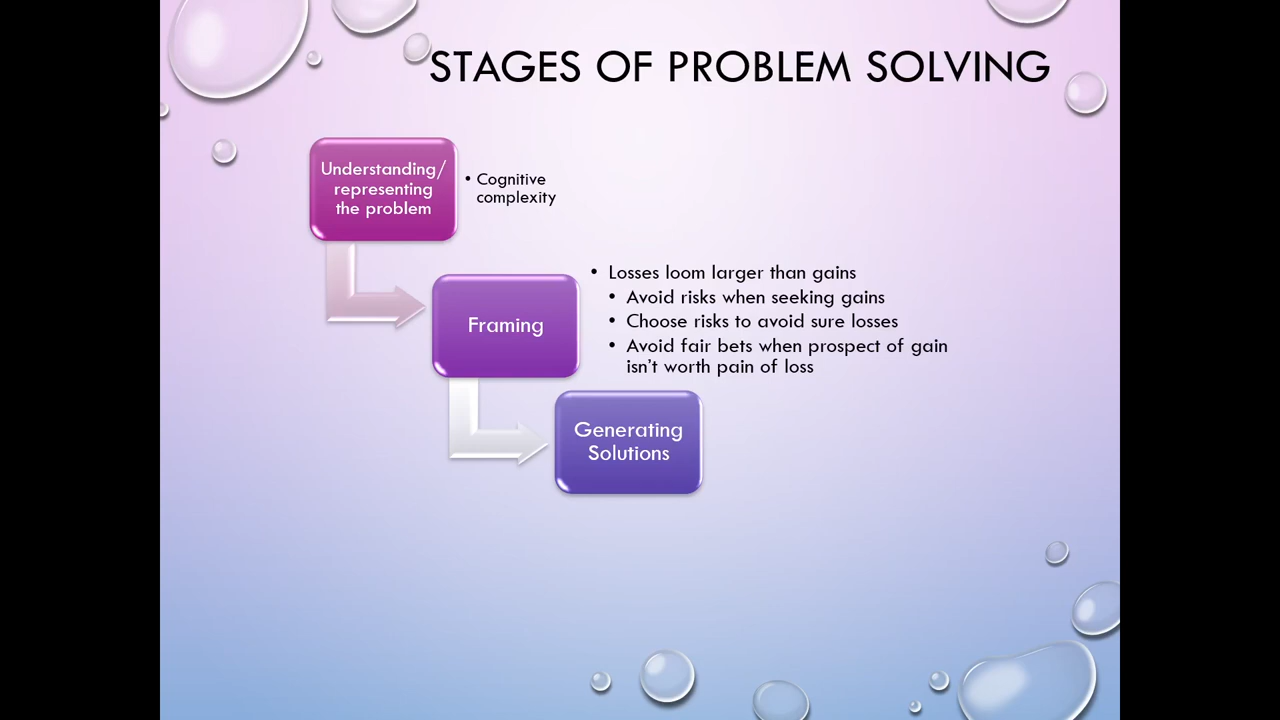 STAGES OF PROBLEM SOLVING
Understanding/
representing
the problem
• Cognitive
complexity
Framing
• Losses loom larger than gains
• Avoid risks when seeking gains
• Choose risks to avoid sure losses
• Avoid fair bets when prospect of gain
isn't worth pain of loss
Generating
Solutions